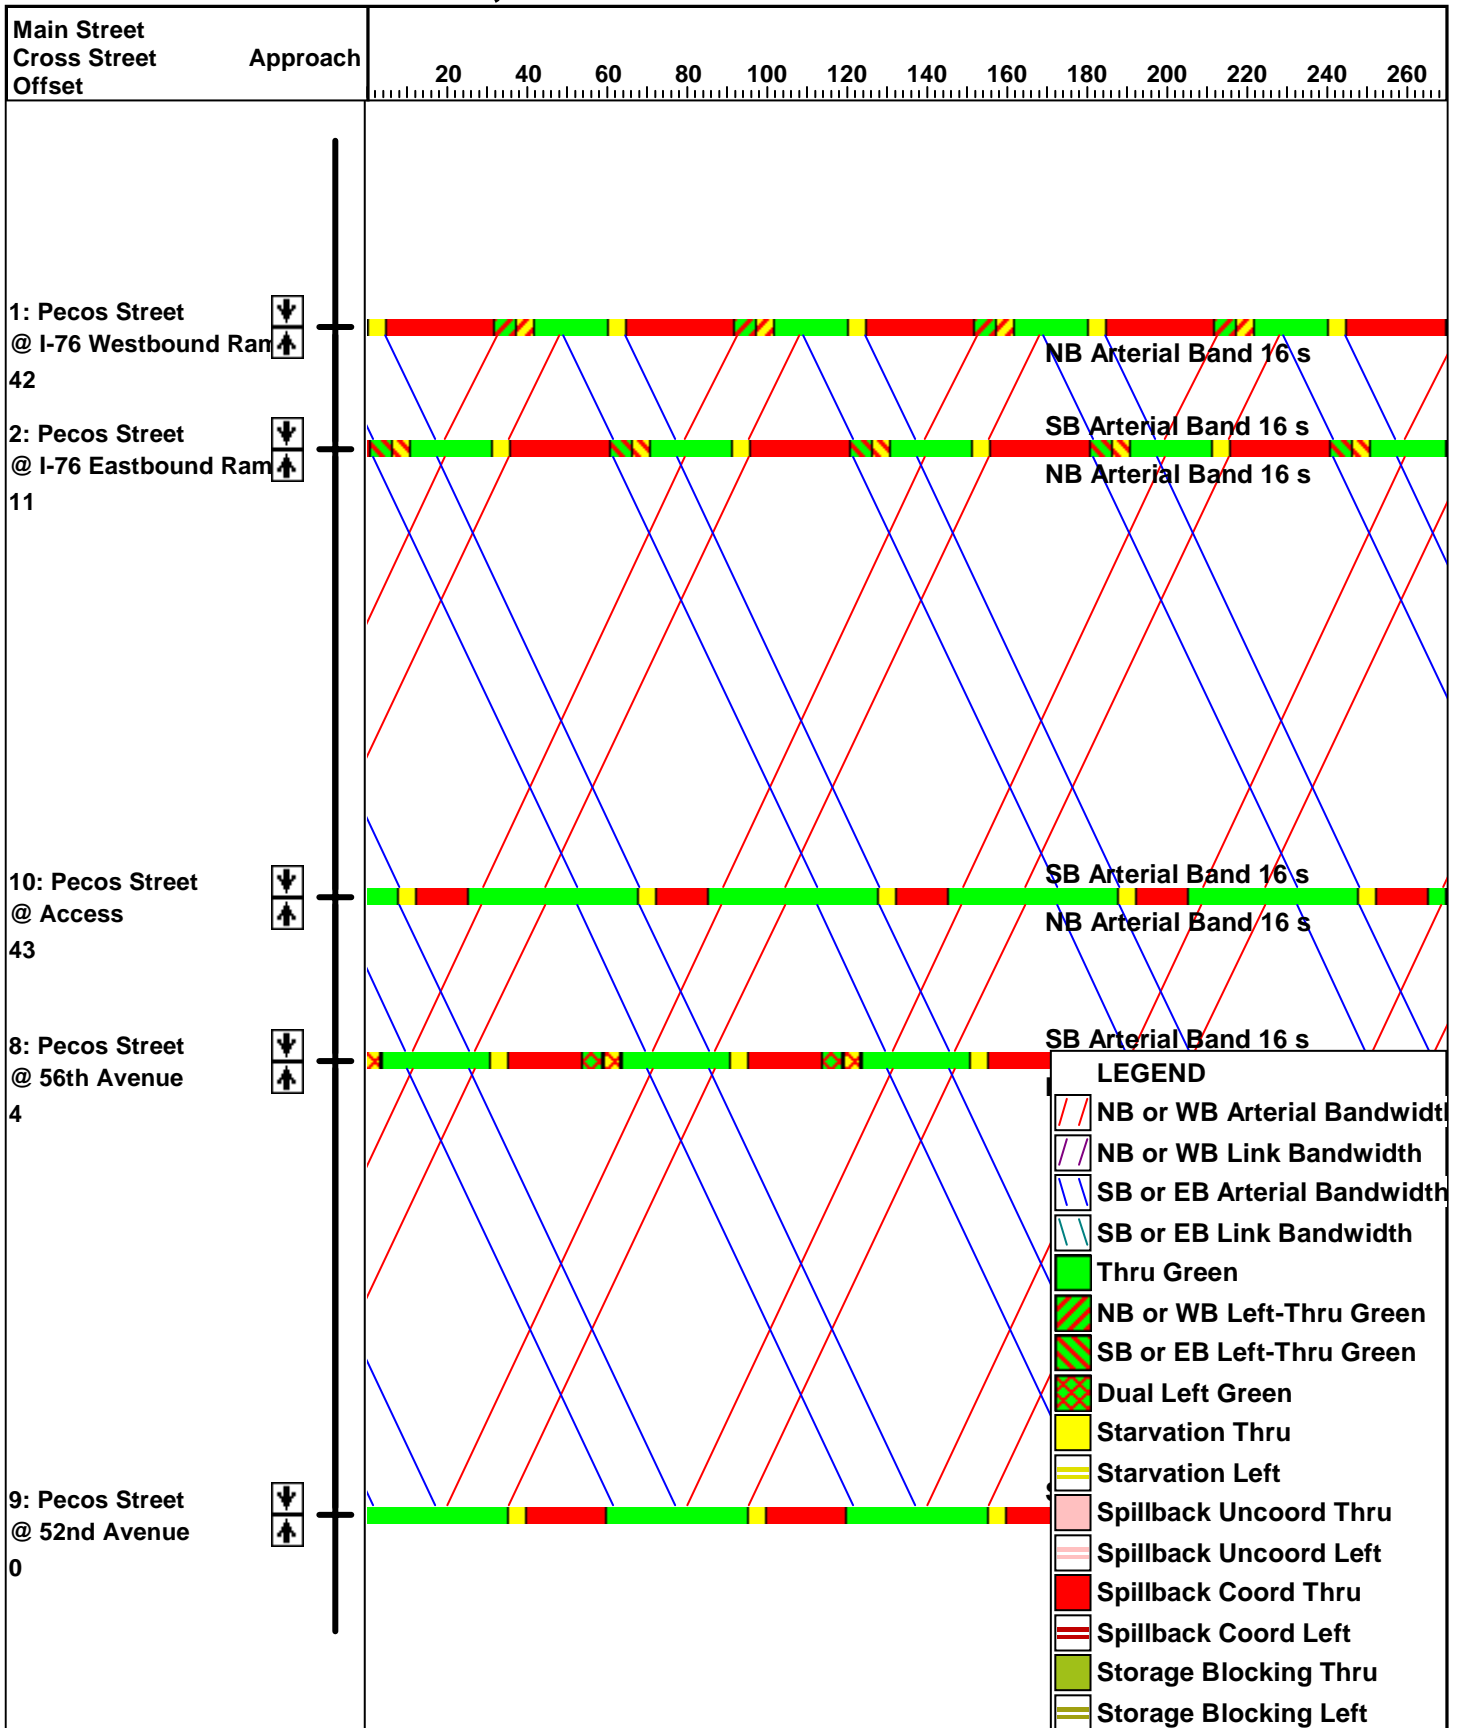 Main Street
Cross Street Approach
Offset
20 40 60 80 100 120 140 160 180 200 220 240 260
1: Pecos Street
@ I-76 Westbound Ram
42
NB Arterial Band 16 s
2: Pecos Street
@ I-76 Eastbound Ram
11
SB Arterial Band 16 s
NB Arterial Band 16 s
10: Pecos Street
@ Access
43
SB Arterial Band 16 s
NB Arterial Band 16 s
8: Pecos Street
@ 56th Avenue
4
SB Arterial Band 16 s
9: Pecos Street
@ 52nd Avenue
0
LEGEND
NB or WB Arterial Bandwidth
NB or WB Link Bandwidth
SB or EB Arterial Bandwidth
SB or EB Link Bandwidth
Thru Green
NB or WB Left-Thru Green
SB or EB Left-Thru Green
Dual Left Green
Starvation Thru
Starvation Left
Spillback Uncoord Thru
Spillback Uncoord Left
Spillback Coord Thru
Spillback Coord Left
Storage Blocking Thru
Storage Blocking Left